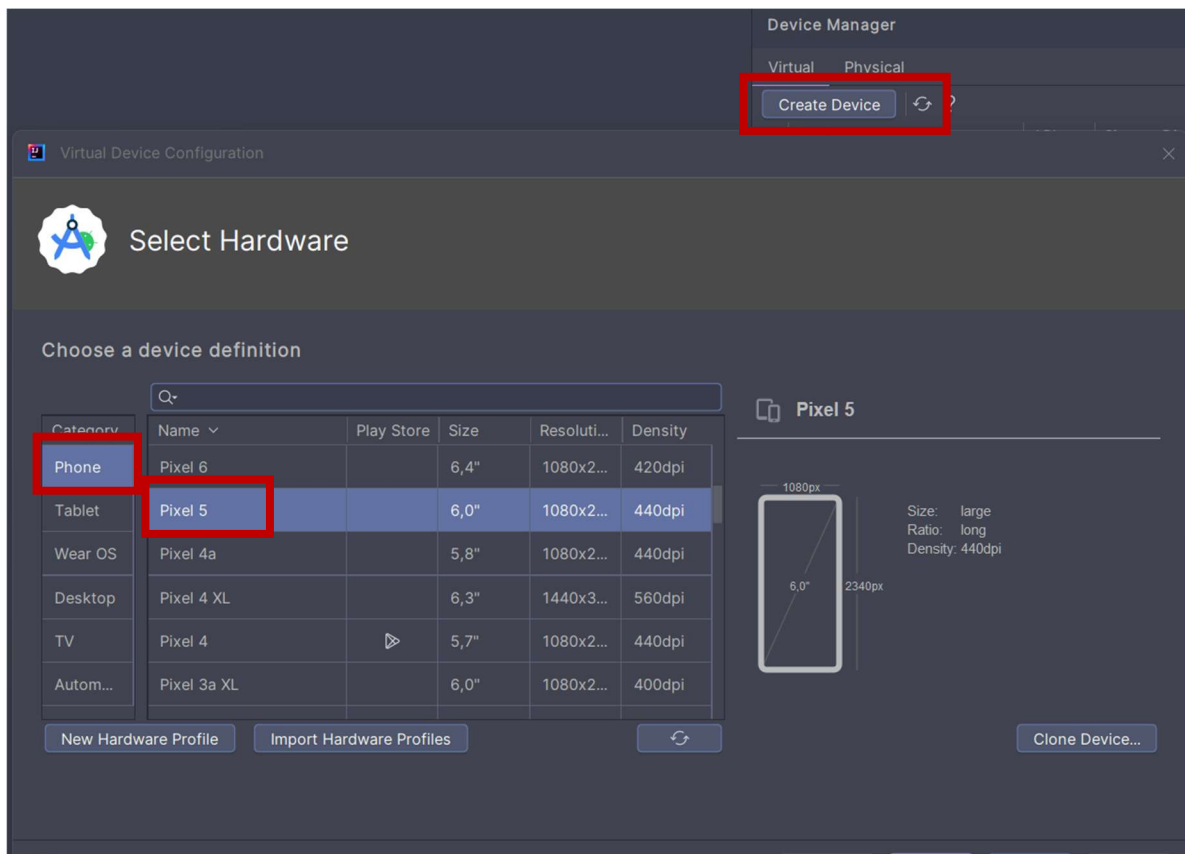 Device Manager
Virtual Physical
Create Device ?
Virtual Device Configuration
Select Hardware
Choose a device definition
Category Name Play Store Size Resoluti... Density
Phone Pixel 6 6,4" 1080x2... 420dpi
Tablet Pixel 5 6,0" 1080x2... 440dpi
Wear OS Pixel 4a 5,8" 1080x2... 440dpi
Desktop Pixel 4 XL 6,3" 1440x3... 560dpi
TV Pixel 4 5,7" 1080x2... 440dpi
Autom... Pixel 3a XL 6,0" 1080x2... 400dpi
New Hardware Profile Import Hardware Profiles
Pixel 5
1080px
6,0" 2340px
Size: large
Ratio: long
Density: 440dpi
Clone Device...